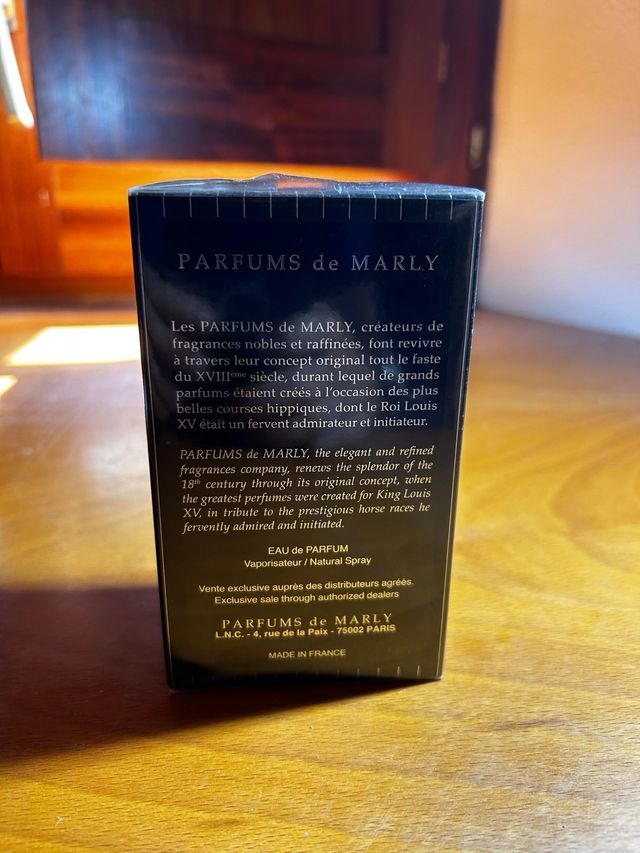 PARFUMS de MARLY
Les PARFUMS de MARLY, créateurs de
fragrances nobles et raffinées, font revivre
à travers leur concept original tout le faste
du XVIIIème siècle, durant lequel de grands
parfums étaient créés à l'occasion des plus
belles courses hippiques, dont le Roi Louis
XV était un fervent admirateur et initiateur.
PARFUMS de MARLY, the elegant and refined
fragrances company, renews the splendor of the
18th century through its original concept, when
the greatest perfumes were created for King Louis
XV, in tribute to the prestigious horse races he
fervently admired and initiated.
EAU de PARFUM
Vaporisateur / Natural Spray
Vente exclusive auprès des distributeurs agréés.
Exclusive sale through authorized dealers
PARFUMS de MARLY
L.N.C. - 4, rue de la Paix - 75002 PARIS
MADE IN FRANCE